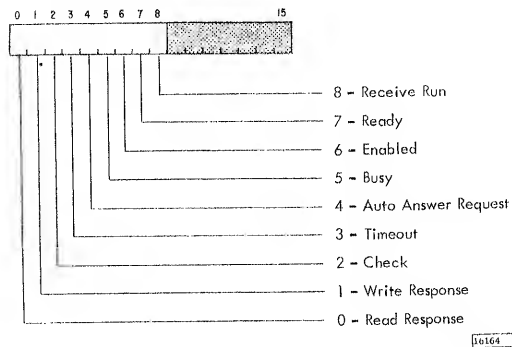 0 1 2 3 4 5 6 7 8 15
8 - Receive Run
7 - Ready
6 - Enabled
5 - Busy
4 - Auto Answer Request
3 - Timeout
2 - Check
1 - Write Response
0 - Read Response
16164